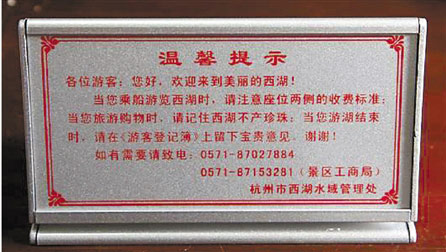 温馨提示
各位游客：您好，欢迎来到美丽的西湖！
当您乘船游览西湖时，请注意座位两侧的收费标准；
当您旅游购物时，请记住西湖不产珍珠；当您游湖结束
时，请在《游客登记簿》上留下宝贵意见。谢谢！
如有需要请致电：0571-87027884
0571-87153281（景区工商局）
杭州市西湖水域管理处